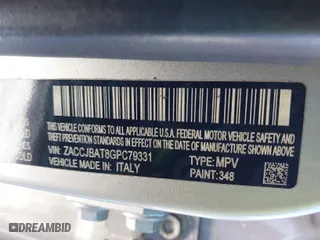 THIS VEHICLE CONFORMS TO ALL APPLICABLE U.S.A. FEDERAL MOTOR VEHICLE SAFETY AND
THEFT PREVENTION STANDARDS IN EFFECT ON THE DATE OF MANUFACTURE SHOWN ABOVE.
VIN: ZACCJBAT8GPC79331
TYPE: MPV
VEHICLE MADE IN: ITALY
PAINT: 348
DREAMBID